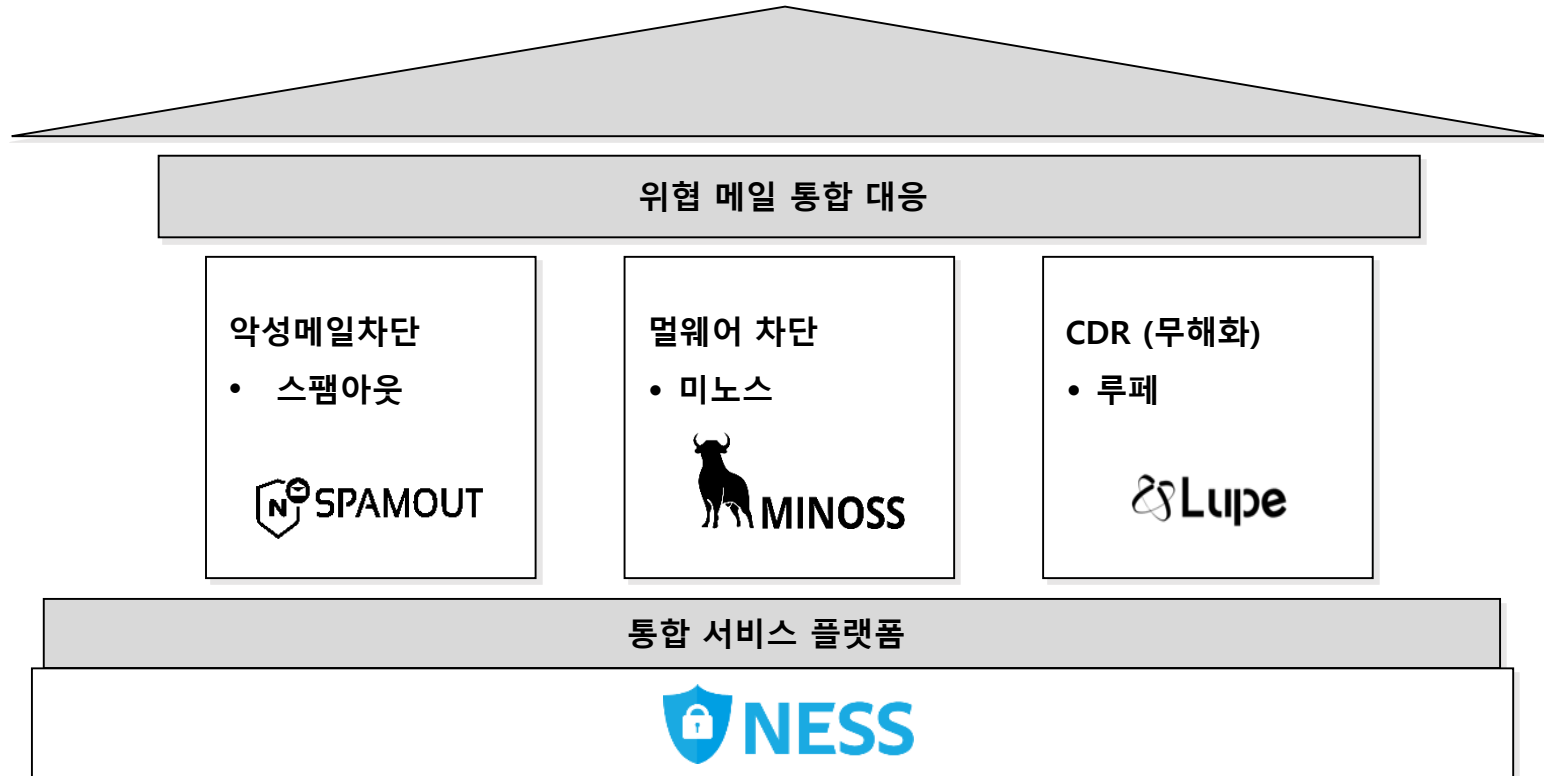 위협 메일 통합 대응
악성메일차단
• 스팸아웃
N SPAMOUT
멀웨어 차단
• 미노스
MINOSS
CDR (무해화)
• 루페
Lupe
통합 서비스 플랫폼
NESS